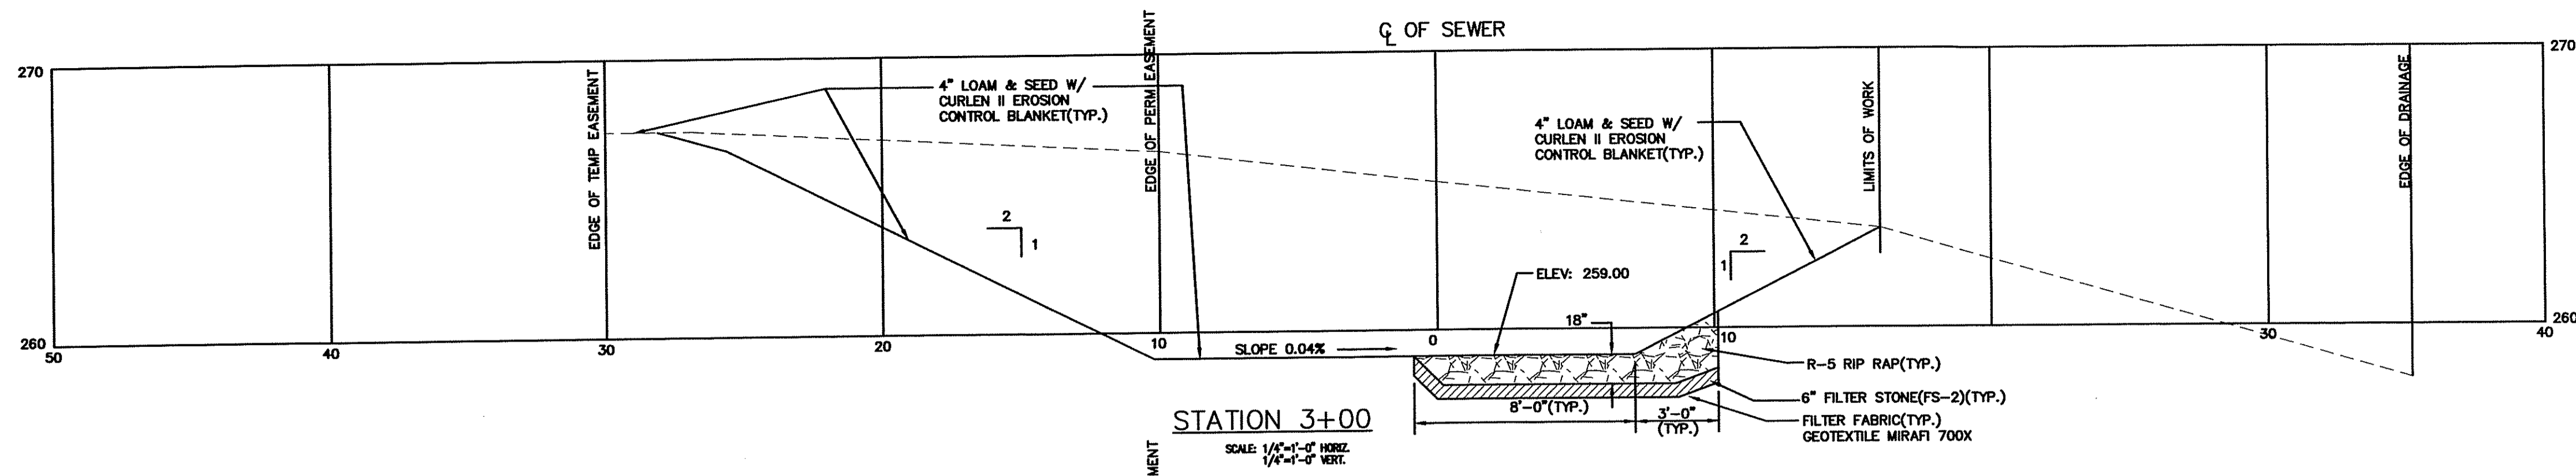 ℄ OF SEWER
270
270
EDGE OF TEMP EASEMENT
EDGE OF PERM EASEMENT
LIMITS OF WORK
EDGE OF DRAINAGE
4" LOAM & SEED W/
CURLEN II EROSION
CONTROL BLANKET(TYP.)
4" LOAM & SEED W/
CURLEN II EROSION
CONTROL BLANKET(TYP.)
2
1
2
1
ELEV: 259.00
18"
260
260
50
40
30
20
10
0
10
30
40
SLOPE 0.04%
R-5 RIP RAP(TYP.)
6" FILTER STONE(FS-2)(TYP.)
FILTER FABRIC(TYP.)
GEOTEXTILE MIRAFI 700X
8'-0"(TYP.)
3'-0"
(TYP.)
STATION 3+00
SCALE: 1/4"=1'-0" HORIZ.
1/4"=1'-0" VERT.
MENT